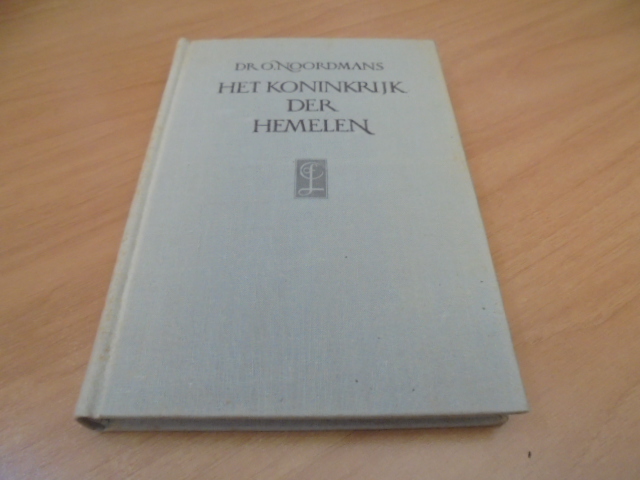 DR O. NOORDMANS
HET KONINKRIJK
DER
HEMELEN